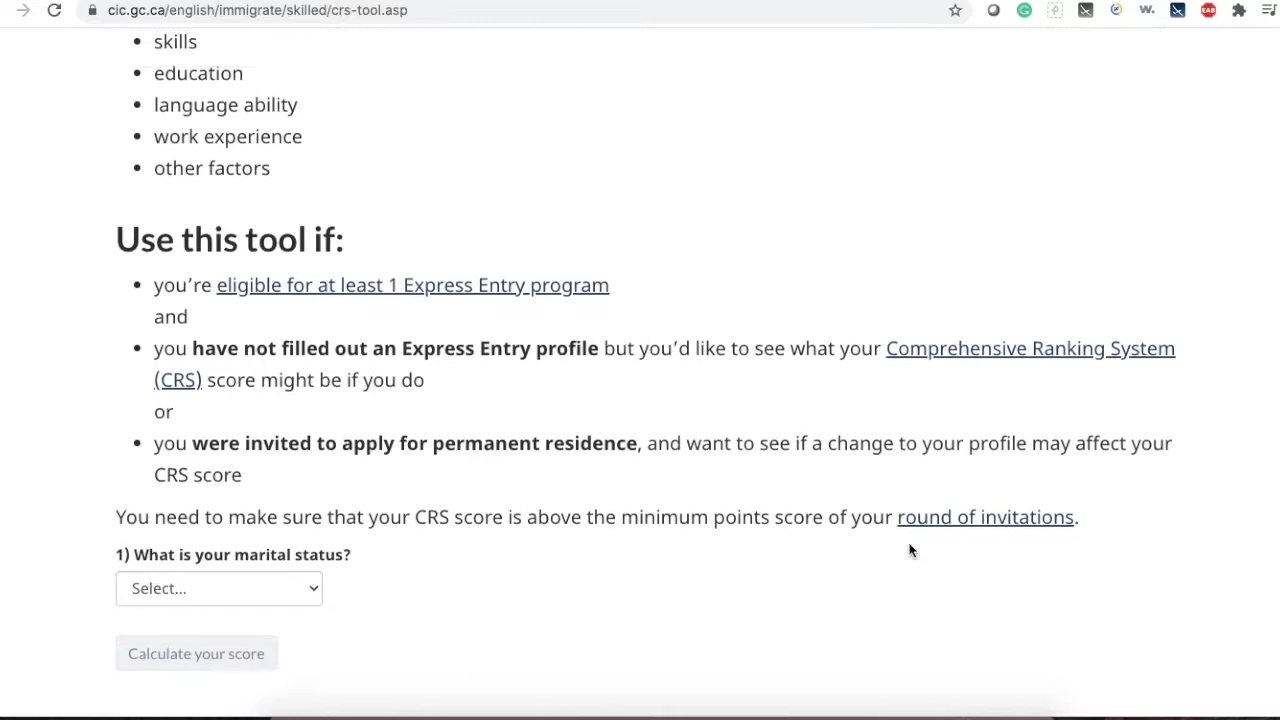 cic.gc.ca/english/immigrate/skilled/crs-tool.asp
skills
education
language ability
work experience
other factors
Use this tool if:
you’re eligible for at least 1 Express Entry program
and
you have not filled out an Express Entry profile but you’d like to see what your Comprehensive Ranking System
(CRS) score might be if you do
or
you were invited to apply for permanent residence, and want to see if a change to your profile may affect your
CRS score
You need to make sure that your CRS score is above the minimum points score of your round of invitations.
1) What is your marital status?
Select...
Calculate your score